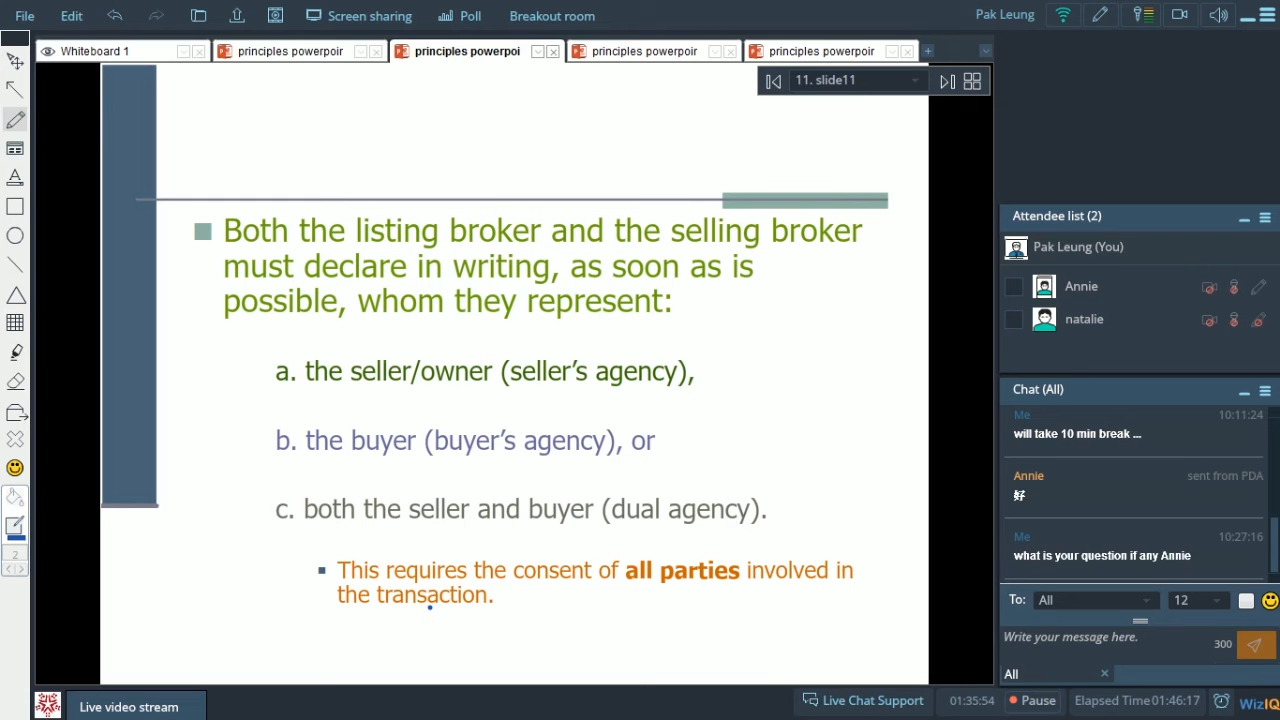 File Edit Screen sharing Poll Breakout room Pak Leung
Whiteboard 1 principles powerpoir principles powerpoi principles powerpoir principles powerpoir
11. slide11
Both the listing broker and the selling broker
must declare in writing, as soon as is
possible, whom they represent:
a. the seller/owner (seller's agency),
b. the buyer (buyer's agency), or
c. both the seller and buyer (dual agency).
This requires the consent of all parties involved in
the transaction.
2
Attendee list (2)
Pak Leung (You)
Annie
natalie
Chat (All)
Me 10:11:24
will take 10 min break ...
Annie sent from PDA
好
Me 10:27:16
what is your question if any Annie
To: All 12
Write your message here. 300
All
Live video stream Live Chat Support 01:35:54 Pause Elapsed Time 01:46:17 WizIQ